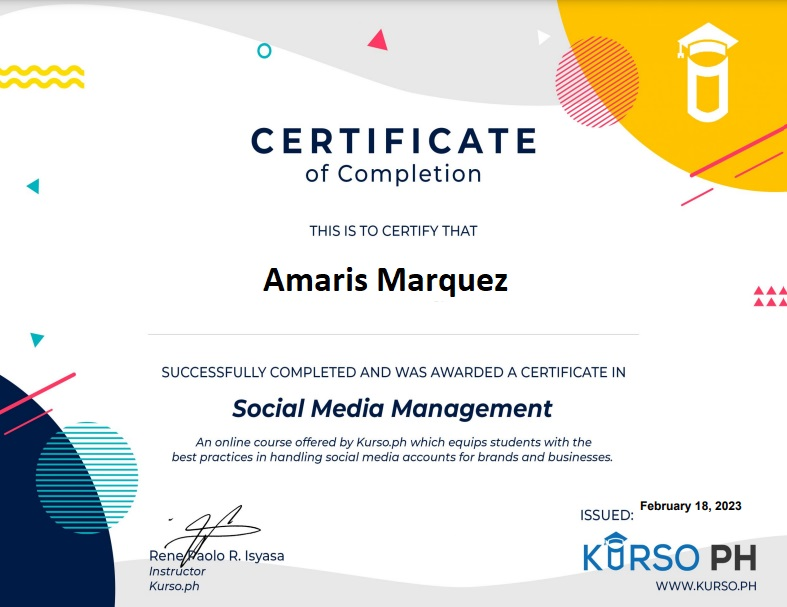 CERTIFICATE
of Completion
THIS IS TO CERTIFY THAT
Amaris Marquez
SUCCESSFULLY COMPLETED AND WAS AWARDED A CERTIFICATE IN
Social Media Management
An online course offered by Kurso.ph which equips students with the
best practices in handling social media accounts for brands and businesses.
Rene Paolo R. Isyasa
Instructor
Kurso.ph
ISSUED: February 18, 2023
KURSO PH
WWW.KURSO.PH